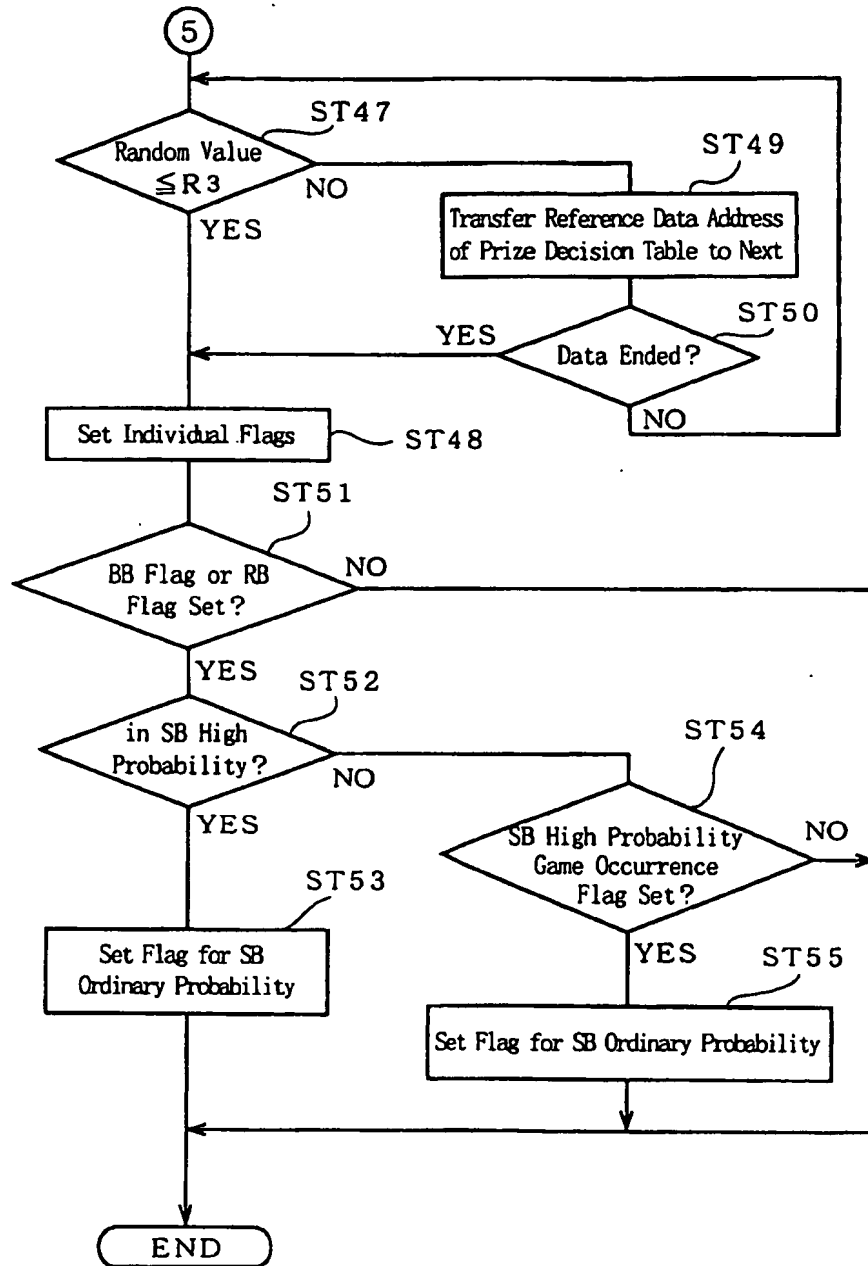 5
ST47
Random Value
≦R3
NO
YES
ST49
Transfer Reference Data Address
of Prize Decision Table to Next
ST50
YES
Data Ended?
NO
Set Individual Flags
ST48
ST51
BB Flag or RB
Flag Set?
NO
YES
ST52
in SB High
Probability?
NO
YES
ST54
SB High Probability
Game Occurrence
Flag Set?
NO
YES
ST53
Set Flag for SB
Ordinary Probability
ST55
Set Flag for SB Ordinary Probability
END